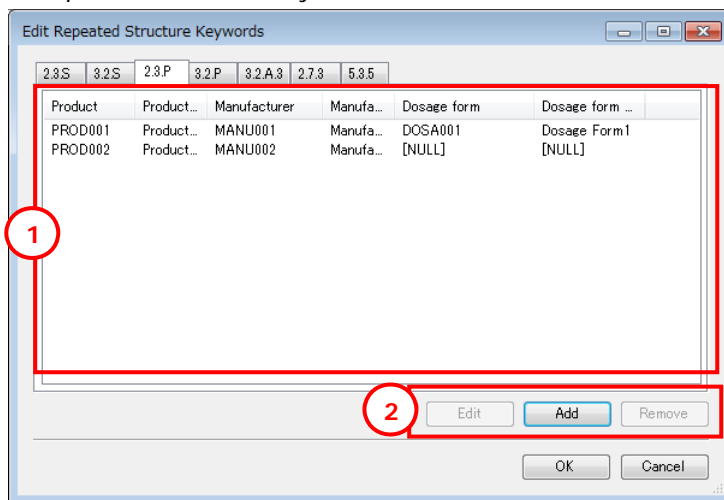 Edit Repeated Structure Keywords
2.3.S 3.2.S 2.3.P 3.2.P 3.2.A.3 2.7.3 5.3.5
Product Product... Manufacturer Manufa... Dosage form Dosage form ...
PROD001 Product... MANU001 Manufa... DOSA001 Dosage Form1
PROD002 Product... MANU002 Manufa... [NULL] [NULL]
1
2 Edit Add Remove
OK Cancel